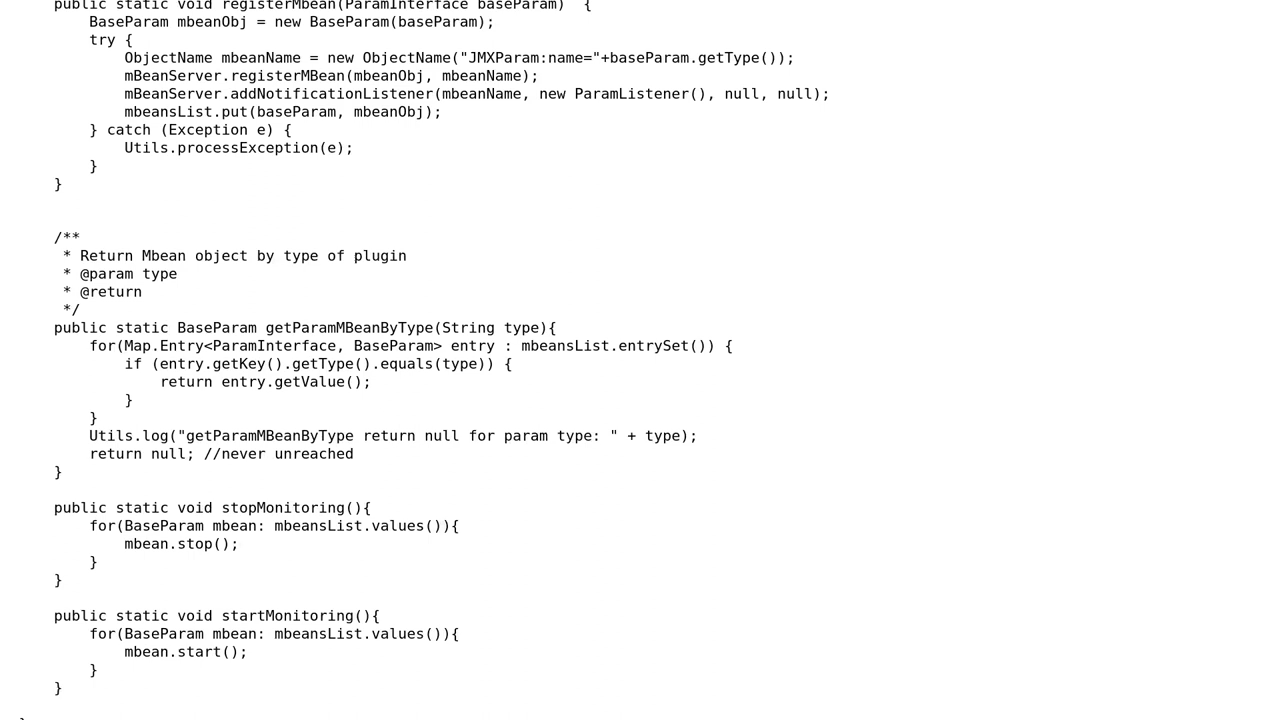 public static void registerMbean(ParamInterface baseParam)  {
        BaseParam mbeanObj = new BaseParam(baseParam);
        try {
            ObjectName mbeanName = new ObjectName("JMXParam:name="+baseParam.getType());
            mBeanServer.registerMBean(mbeanObj, mbeanName);
            mBeanServer.addNotificationListener(mbeanName, new ParamListener(), null, null);
            mbeansList.put(baseParam, mbeanObj);
        } catch (Exception e) {
            Utils.processException(e);
        }
    }
    /**
     * Return Mbean object by type of plugin
     * @param type
     * @return
     */
    public static BaseParam getParamMBeanByType(String type){
        for(Map.Entry<ParamInterface, BaseParam> entry : mbeansList.entrySet()) {
            if (entry.getKey().getType().equals(type)) {
                return entry.getValue();
            }
        }
        Utils.log("getParamMBeanByType return null for param type: " + type);
        return null; //never unreached
    }
    public static void stopMonitoring(){
        for(BaseParam mbean: mbeansList.values()){
            mbean.stop();
        }
    }
    public static void startMonitoring(){
        for(BaseParam mbean: mbeansList.values()){
            mbean.start();
        }
    }
}